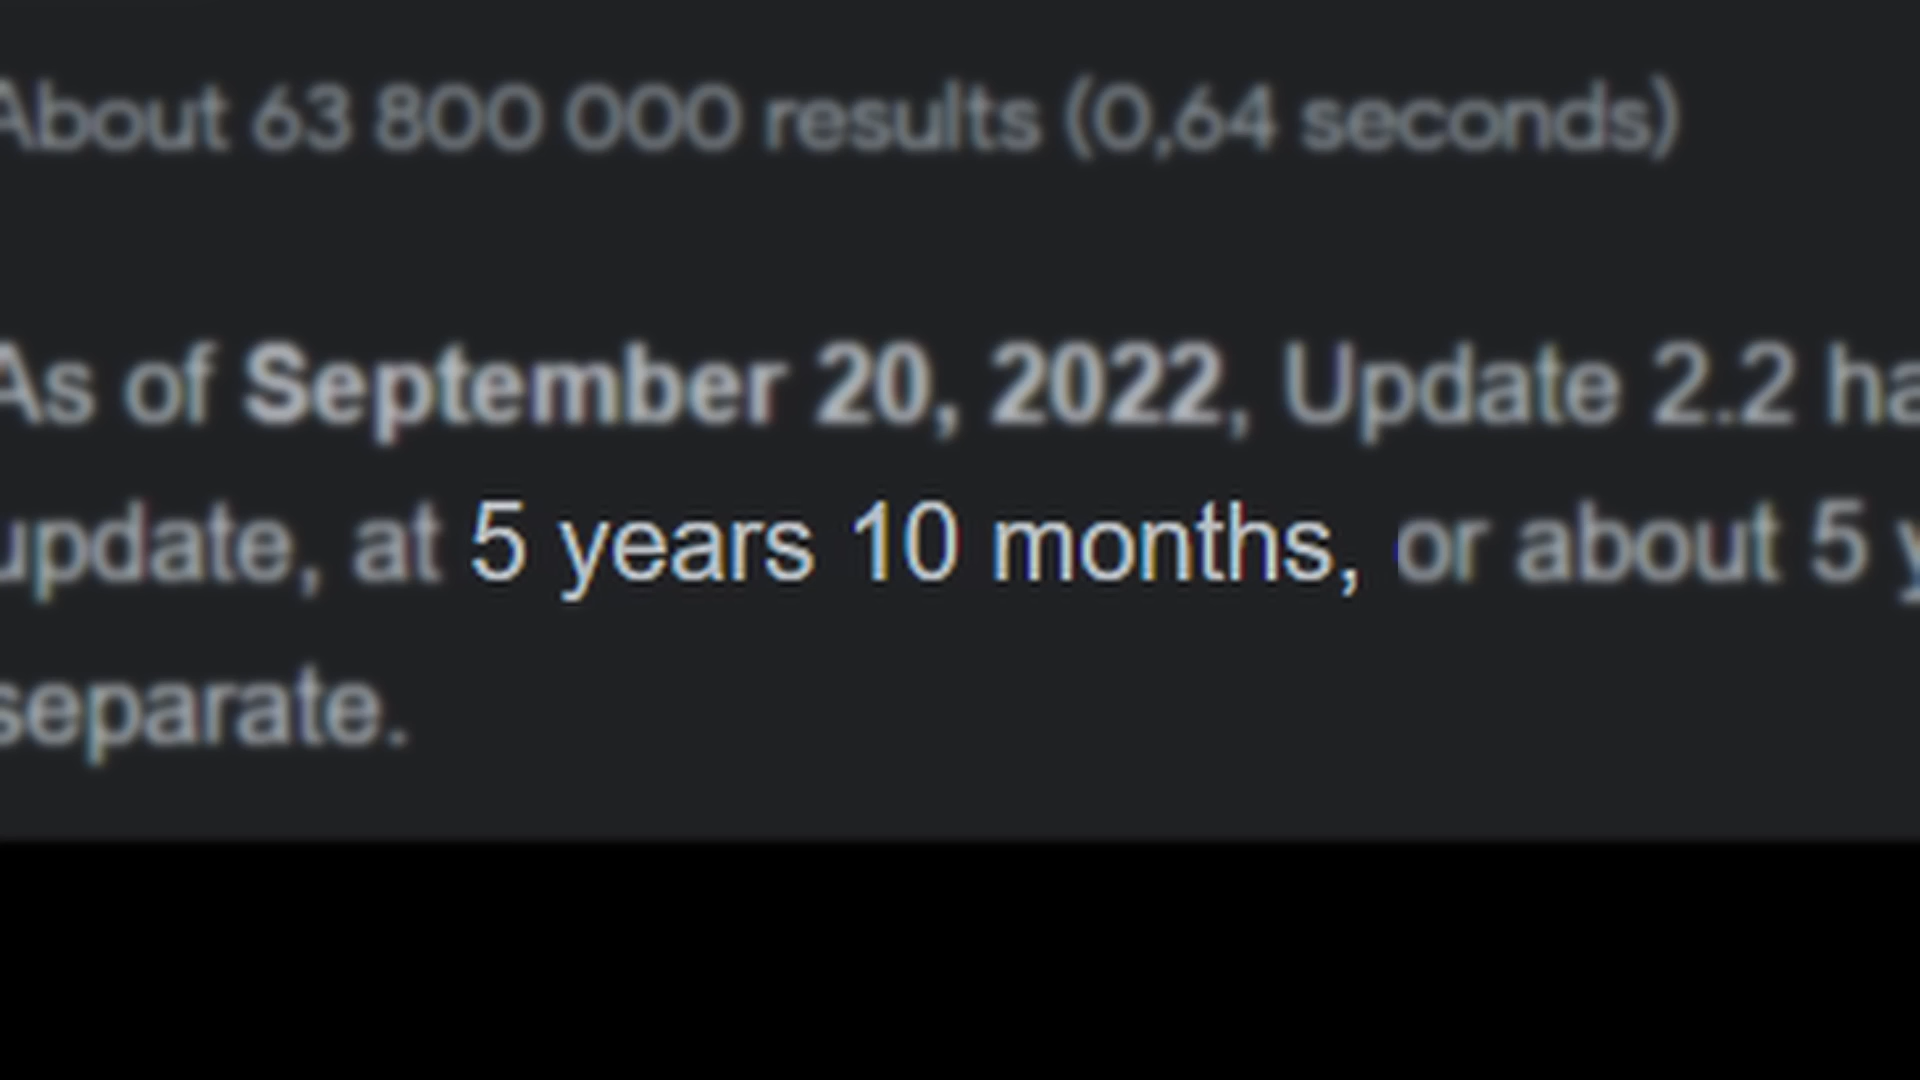 About 63 800 000 results (0,64 seconds)
As of September 20, 2022, Update 2.2 ha
update, at 5 years 10 months, or about 5 y
separate.